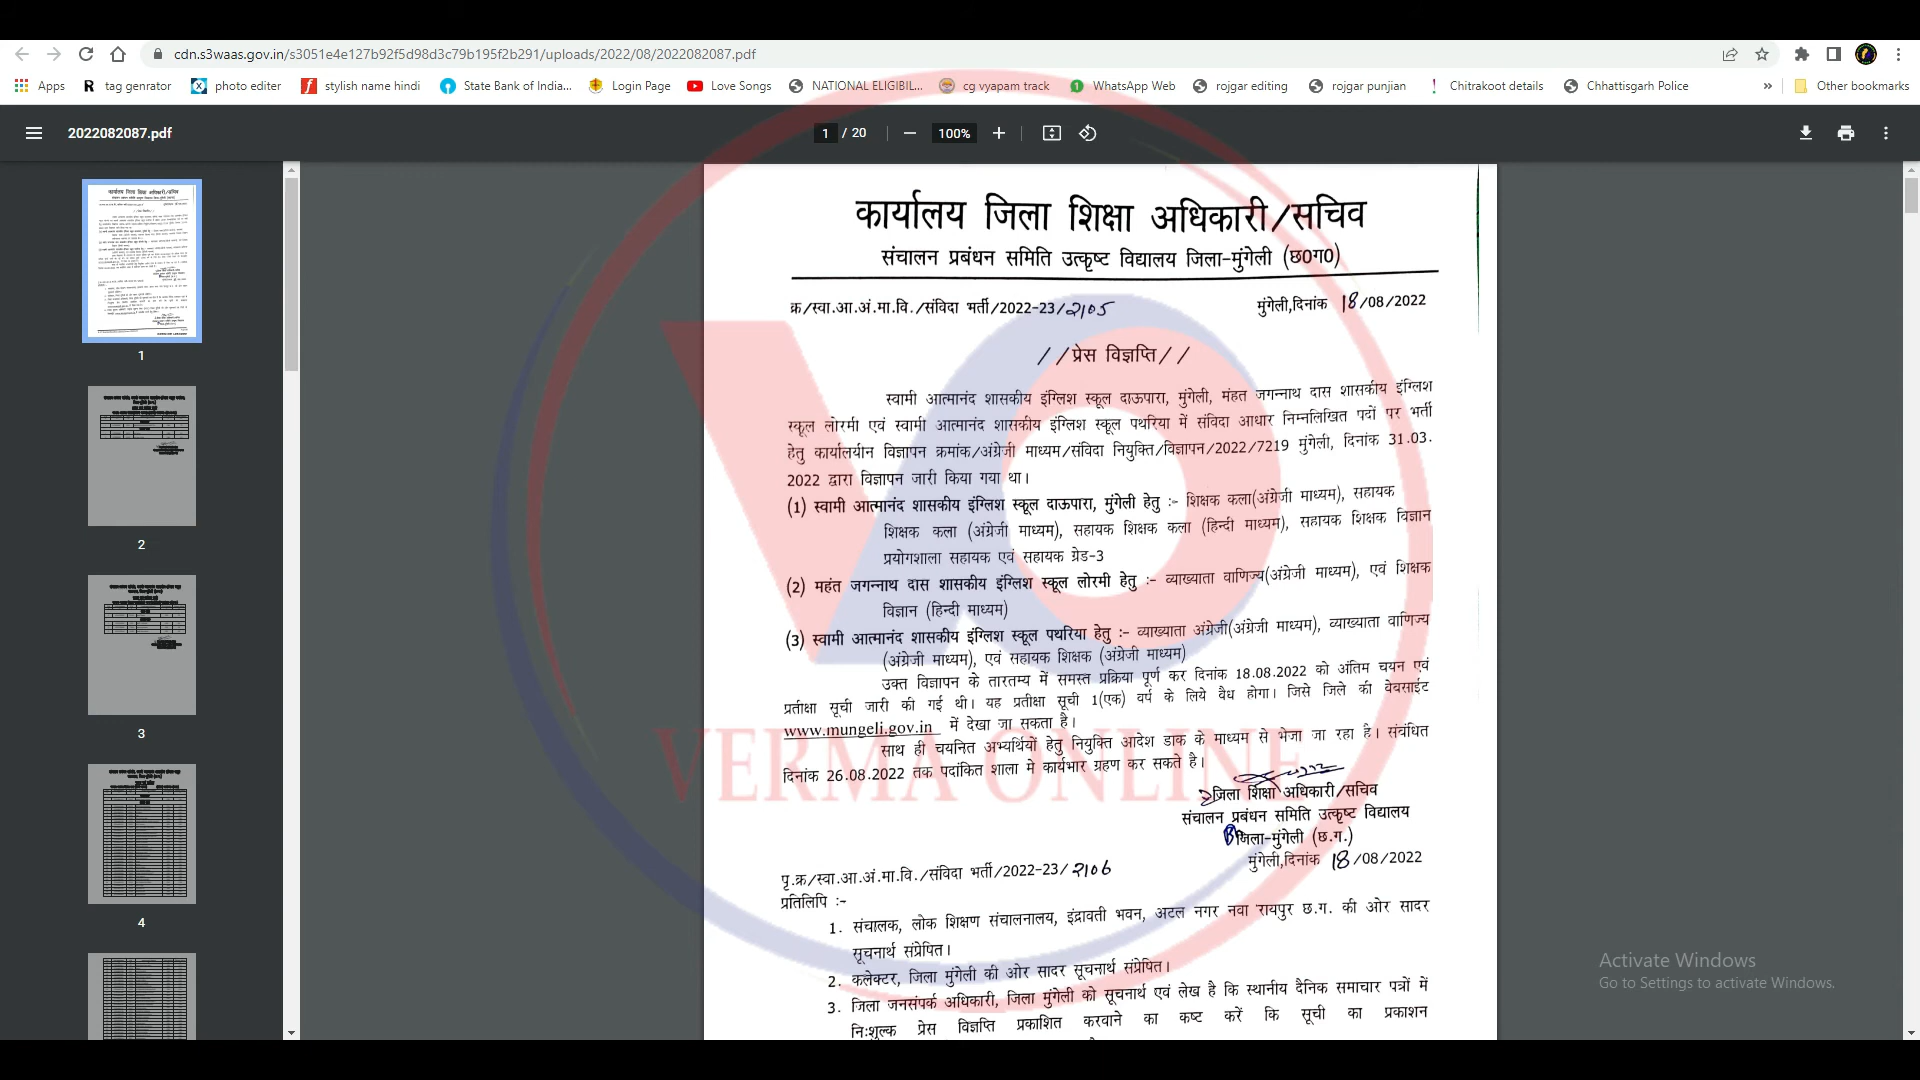 cdn.s3waas.gov.in/s3051e4e127b92f5d98d3c79b195f2b291/uploads/2022/08/2022082087.pdf
Apps R tag genrator photo editer f stylish name hindi State Bank of India... Login Page Love Songs NATIONAL ELIGIBIL... cg vyapam track 1 WhatsApp Web rojgar editing rojgar punjian ! Chitrakoot details Chhattisgarh Police » Other bookmarks
2022082087.pdf 1 / 20 — 100% +
1
2
3
4
कार्यालय जिला शिक्षा अधिकारी/सचिव
संचालन प्रबंधन समिति उत्कृष्ट विद्यालय जिला-मुंगेली (छ0ग0)
क्र/स्वा.आ.अं.मा.वि./संविदा भर्ती/2022-23/2105 मुंगेली,दिनांक 18/08/2022
//प्रेस विज्ञप्ति//
स्वामी आत्मानंद शासकीय इंग्लिश स्कूल दाऊपारा, मुंगेली, मंहत जगन्नाथ दास शासकीय इंग्लिश
स्कूल लोरमी एवं स्वामी आत्मानंद शासकीय इंग्लिश स्कूल पथरिया में संविदा आधार निम्नलिखित पदों पर भर्ती
हेतु कार्यालयीन विज्ञापन क्रमांक/अंग्रेजी माध्यम/संविदा नियुक्ति/विज्ञापन/2022/7219 मुंगेली, दिनांक 31.03.
2022 द्वारा विज्ञापन जारी किया गया था।
(1) स्वामी आत्मानंद शासकीय इंग्लिश स्कूल दाऊपारा, मुंगेली हेतु :- शिक्षक कला(अंग्रेजी माध्यम), सहायक
शिक्षक कला (अंग्रेजी माध्यम), सहायक शिक्षक कला (हिन्दी माध्यम), सहायक शिक्षक विज्ञान
प्रयोगशाला सहायक एवं सहायक ग्रेड-3
(2) महंत जगन्नाथ दास शासकीय इंग्लिश स्कूल लोरमी हेतु :- व्याख्याता वाणिज्य(अंग्रेजी माध्यम), एवं शिक्षक
विज्ञान (हिन्दी माध्यम)
(3) स्वामी आत्मानंद शासकीय इंग्लिश स्कूल पथरिया हेतु :- व्याख्याता अंग्रेजी(अंग्रेजी माध्यम), व्याख्याता वाणिज्य
(अंग्रेजी माध्यम), एवं सहायक शिक्षक (अंग्रेजी माध्यम)
उक्त विज्ञापन के तारतम्य में समस्त प्रक्रिया पूर्ण कर दिनांक 18.08.2022 को अंतिम चयन एवं
प्रतीक्षा सूची जारी की गई थी। यह प्रतीक्षा सूची 1(एक) वर्ष के लिये वैध होगा। जिसे जिले की वेवसाईट
www.mungeli.gov.in में देखा जा सकता है।
साथ ही चयनित अभ्यर्थियों हेतु नियुक्ति आदेश डाक के माध्यम से भेजा जा रहा है। संबंधित
दिनांक 26.08.2022 तक पदांकित शाला मे कार्यभार ग्रहण कर सकते है।
VERMA ONLINE
जिला शिक्षा अधिकारी/सचिव
संचालन प्रबंधन समिति उत्कृष्ट विद्यालय
जिला-मुंगेली (छ.ग.)
मुंगेली,दिनांक 18/08/2022
पृ.क्र/स्वा.आ.अं.मा.वि./संविदा भर्ती/2022-23/2106
प्रतिलिपि :-
1. संचालक, लोक शिक्षण संचालनालय, इंद्रावती भवन, अटल नगर नवा रायपुर छ.ग. की ओर सादर
सूचनार्थ संप्रेषित।
2. कलेक्टर, जिला मुंगेली की ओर सादर सूचनार्थ संप्रेषित।
3. जिला जनसंपर्क अधिकारी, जिला मुंगेली को सूचनार्थ एवं लेख है कि स्थानीय दैनिक समाचार पत्रों में
निःशुल्क प्रेस विज्ञप्ति प्रकाशित करवाने का कष्ट करें कि सूची का प्रकाशन
Activate Windows
Go to Settings to activate Windows.